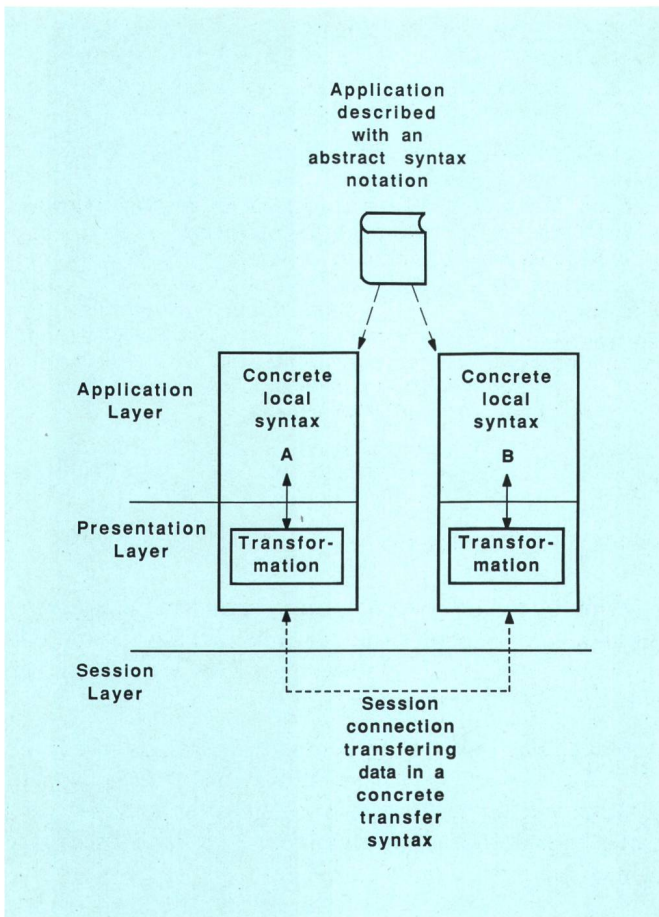 Application
described
with an
abstract syntax
notation
Application
Layer
Concrete
local
syntax
A
Concrete
local
syntax
B
Presentation
Layer
Transfor-
mation
Transfor-
mation
Session
Layer
Session
connection
transfering
data in a
concrete
transfer
syntax